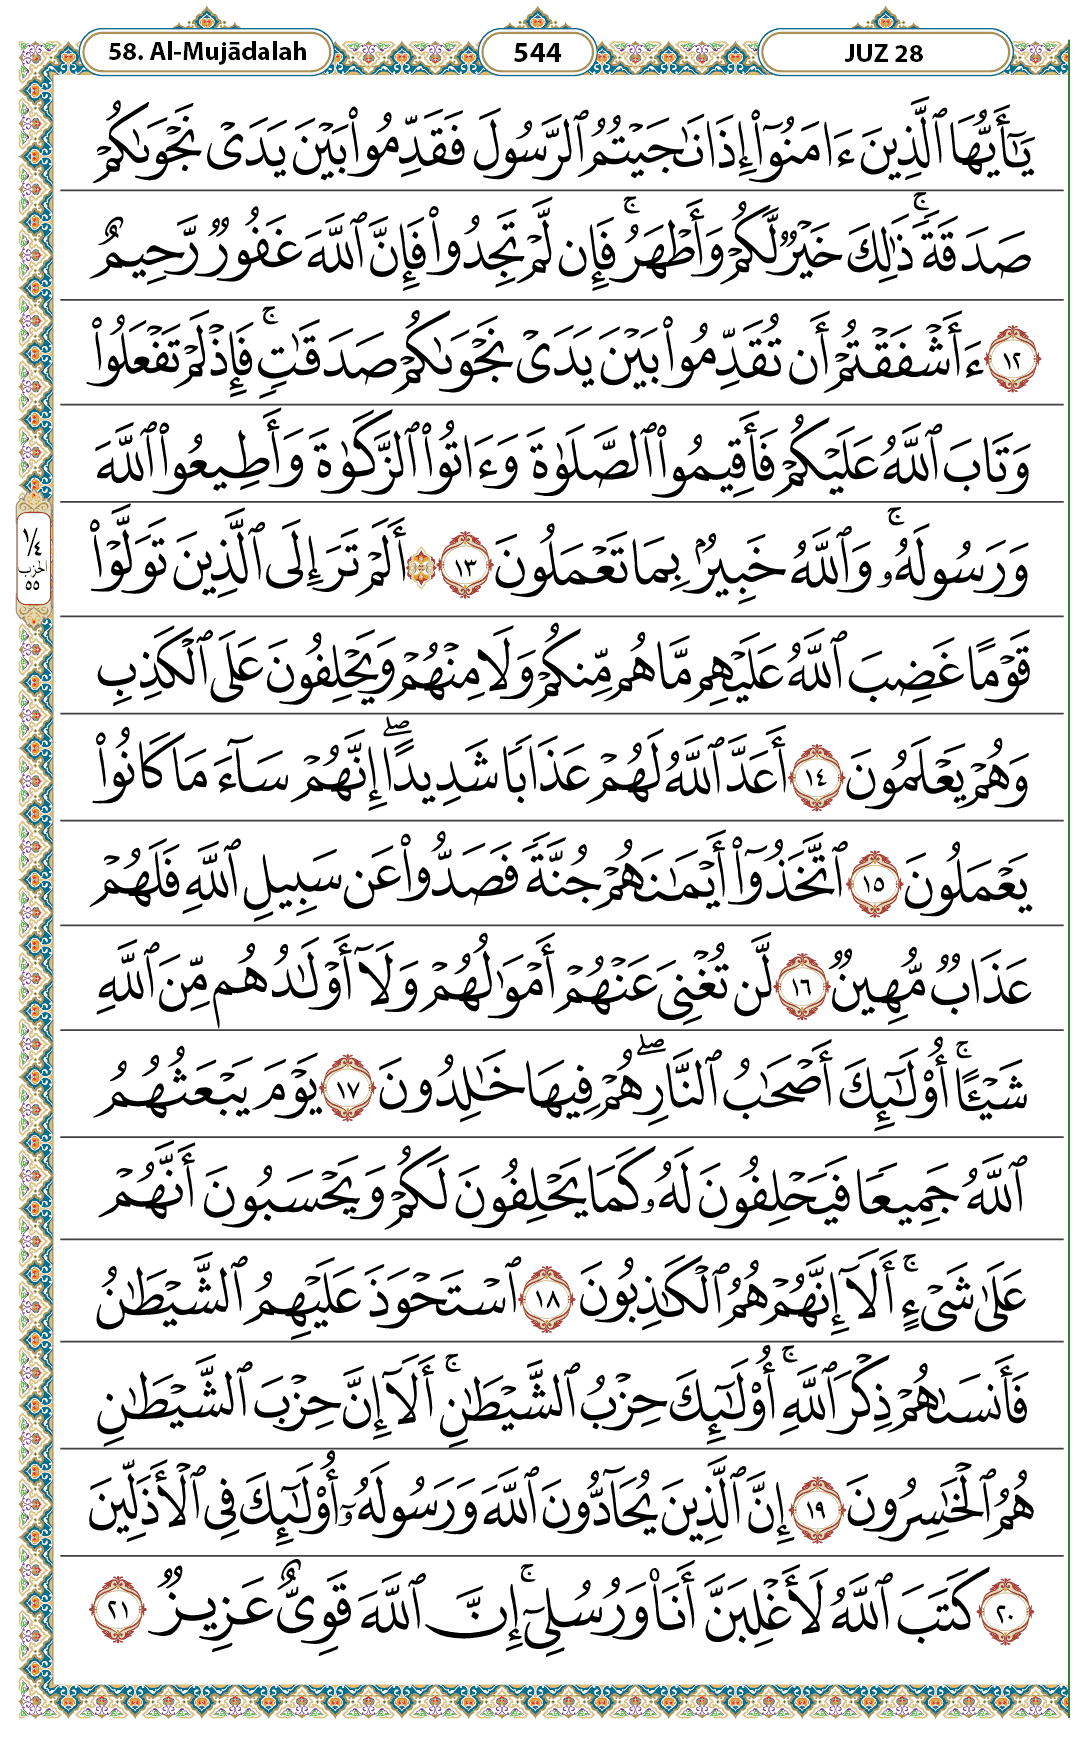 58. Al-Mujādalah
544
JUZ 28
يَٰٓأَيُّهَا ٱلَّذِينَ ءَامَنُوٓا۟ إِذَا نَٰجَيْتُمُ ٱلرَّسُولَ فَقَدِّمُوا۟ بَيْنَ يَدَىْ نَجْوَىٰكُمْ
صَدَقَةً ۚ ذَٰلِكَ خَيْرٌ لَّكُمْ وَأَطْهَرُ ۚ فَإِن لَّمْ تَجِدُوا۟ فَإِنَّ ٱللَّهَ غَفُورٌ رَّحِيمٌ
١٢ ءَأَشْفَقْتُمْ أَن تُقَدِّمُوا۟ بَيْنَ يَدَىْ نَجْوَىٰكُمْ صَدَقَٰتٍ ۚ فَإِذْ لَمْ تَفْعَلُوا۟
وَتَابَ ٱللَّهُ عَلَيْكُمْ فَأَقِيمُوا۟ ٱلصَّلَوٰةَ وَءَاتُوا۟ ٱلزَّكَوٰةَ وَأَطِيعُوا۟ ٱللَّهَ
وَرَسُولَهُۥ ۚ وَٱللَّهُ خَبِيرٌۢ بِمَا تَعْمَلُونَ ١٣ ۞ أَلَمْ تَرَ إِلَى ٱلَّذِينَ تَوَلَّوْا۟
١/٤
الحزب
٥٥
قَوْمًا غَضِبَ ٱللَّهُ عَلَيْهِم مَّا هُم مِّنكُمْ وَلَا مِنْهُمْ وَيَحْلِفُونَ عَلَى ٱلْكَذِبِ
وَهُمْ يَعْلَمُونَ ١٤ أَعَدَّ ٱللَّهُ لَهُمْ عَذَابًا شَدِيدًا ۖ إِنَّهُمْ سَآءَ مَا كَانُوا۟
يَعْمَلُونَ ١٥ ٱتَّخَذُوٓا۟ أَيْمَٰنَهُمْ جُنَّةً فَصَدُّوا۟ عَن سَبِيلِ ٱللَّهِ فَلَهُمْ
عَذَابٌ مُّهِينٌ ١٦ لَّن تُغْنِىَ عَنْهُمْ أَمْوَٰلُهُمْ وَلَآ أَوْلَٰدُهُم مِّنَ ٱللَّهِ
شَيْـًٔا ۚ أُو۟لَٰٓئِكَ أَصْحَٰبُ ٱلنَّارِ ۖ هُمْ فِيهَا خَٰلِدُونَ ١٧ يَوْمَ يَبْعَثُهُمُ
ٱللَّهُ جَمِيعًا فَيَحْلِفُونَ لَهُۥ كَمَا يَحْلِفُونَ لَكُمْ وَيَحْسَبُونَ أَنَّهُمْ
عَلَىٰ شَىْءٍ ۚ أَلَآ إِنَّهُمْ هُمُ ٱلْكَٰذِبُونَ ١٨ ٱسْتَحْوَذَ عَلَيْهِمُ ٱلشَّيْطَٰنُ
فَأَنسَىٰهُمْ ذِكْرَ ٱللَّهِ ۚ أُو۟لَٰٓئِكَ حِزْبُ ٱلشَّيْطَٰنِ ۚ أَلَآ إِنَّ حِزْبَ ٱلشَّيْطَٰنِ
هُمُ ٱلْخَٰسِرُونَ ١٩ إِنَّ ٱلَّذِينَ يُحَآدُّونَ ٱللَّهَ وَرَسُولَهُۥٓ أُو۟لَٰٓئِكَ فِى ٱلْأَذَلِّينَ
٢٠ كَتَبَ ٱللَّهُ لَأَغْلِبَنَّ أَنَا۠ وَرُسُلِىٓ ۚ إِنَّ ٱللَّهَ قَوِىٌّ عَزِيزٌ ٢١